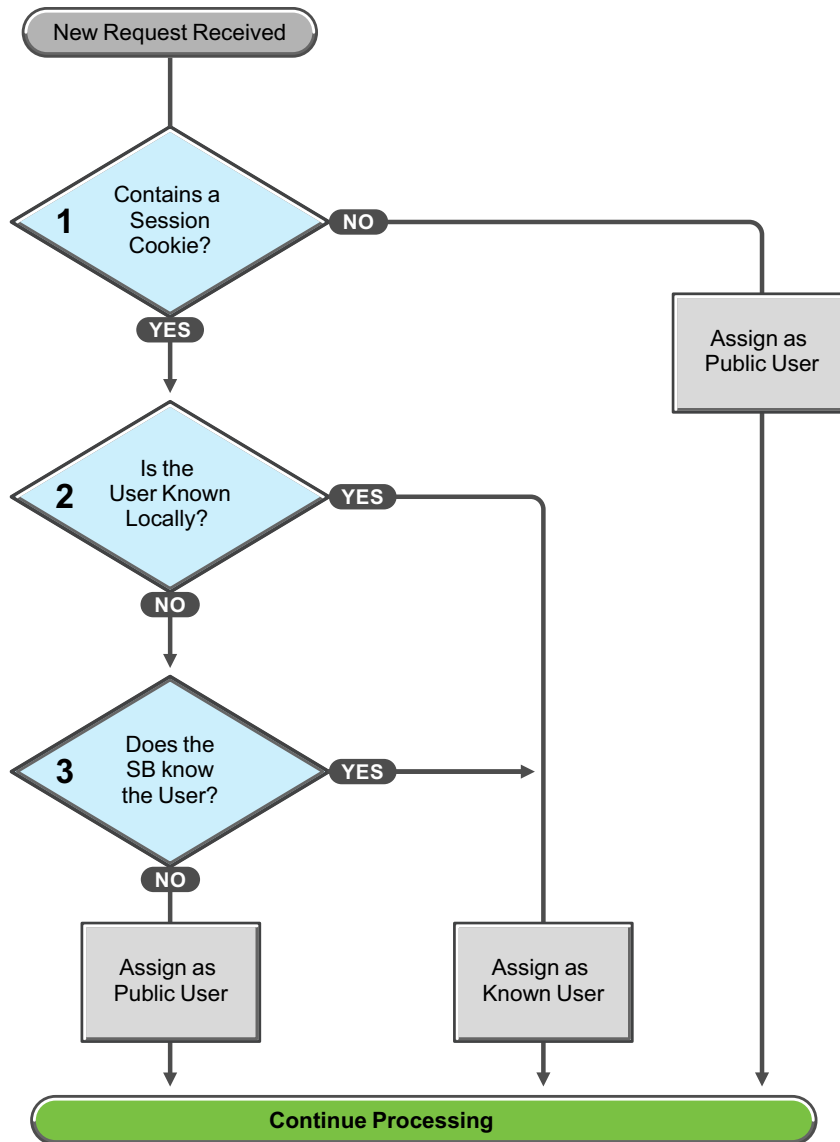 New Request Received
1
Contains a
Session
Cookie?
NO
YES
Assign as
Public User
2
Is the
User Known
Locally?
YES
NO
3
Does the
SB know
the User?
YES
NO
Assign as
Public User
Assign as
Known User
Continue Processing